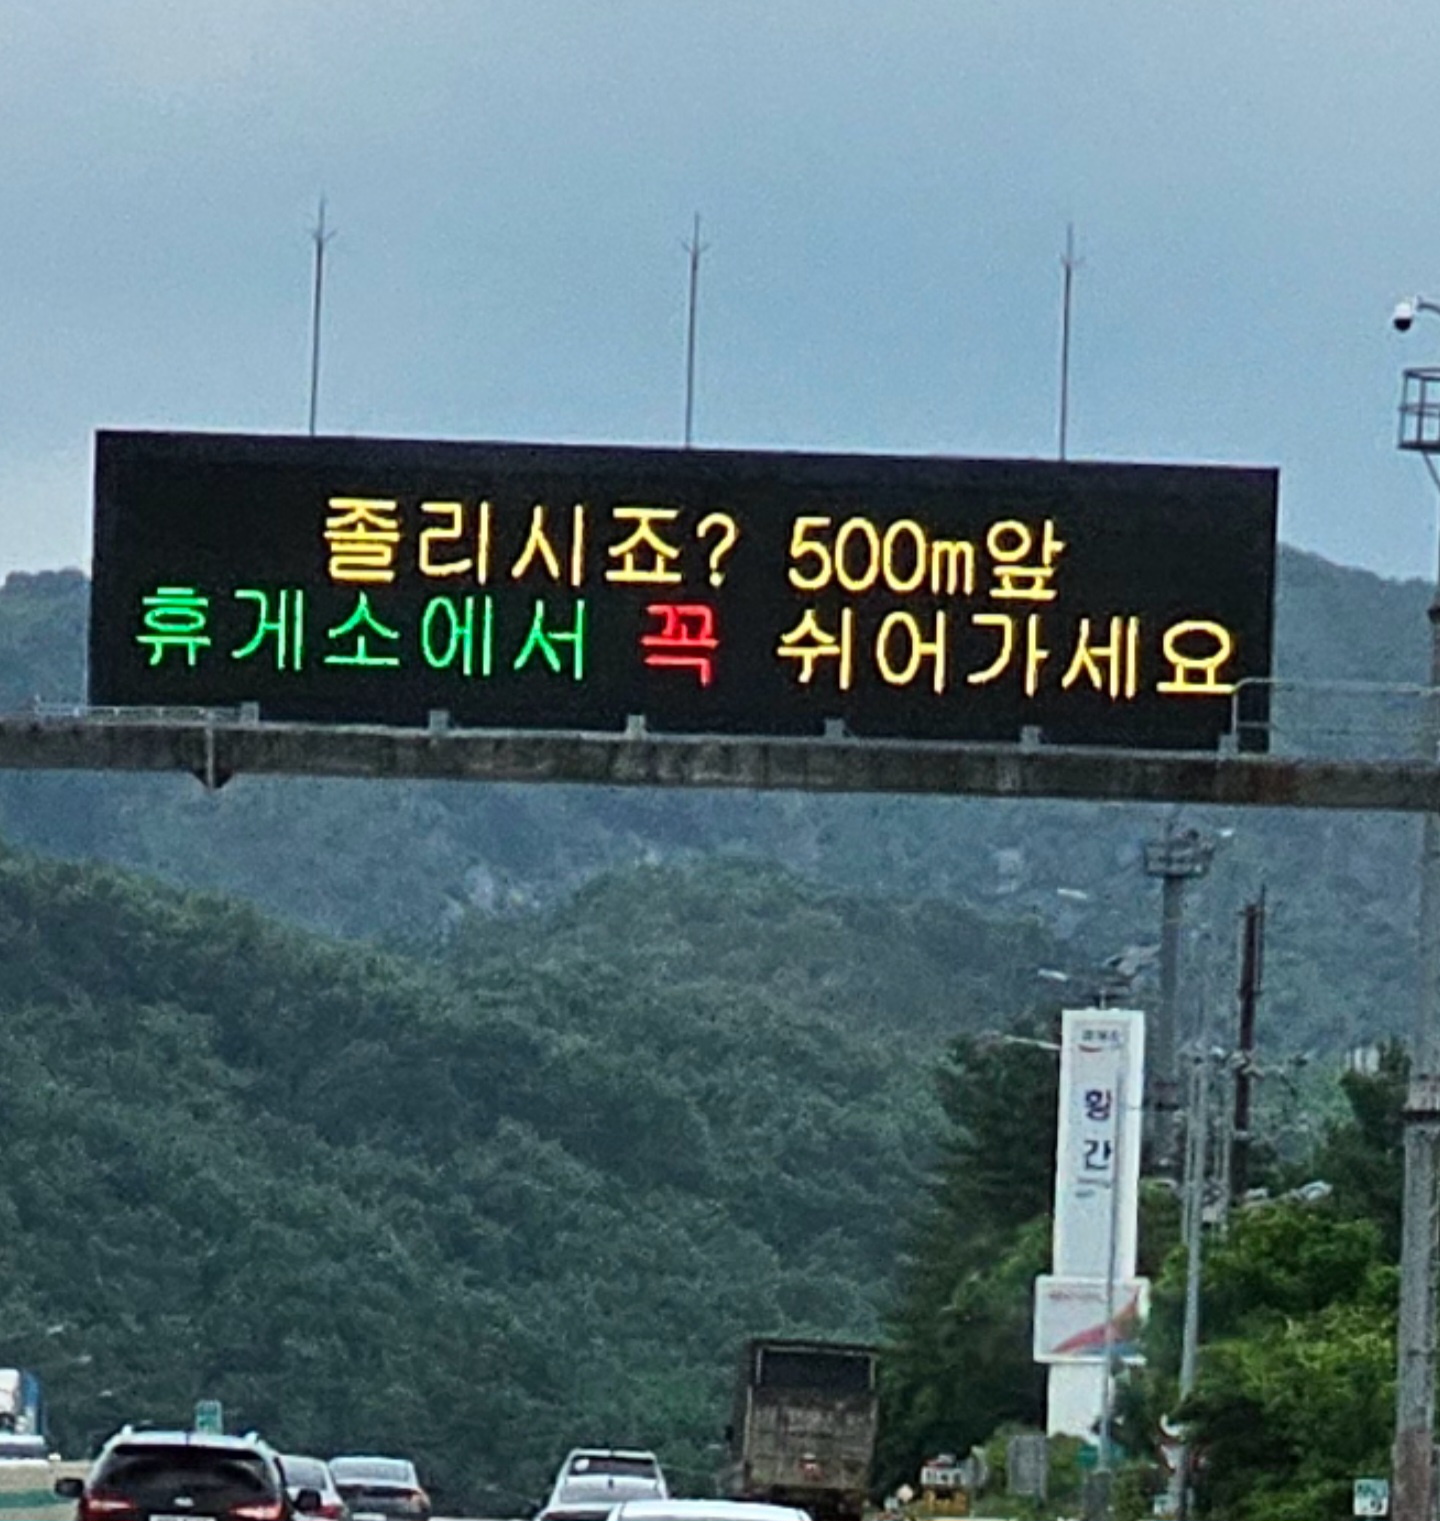 졸리시죠? 500m앞
휴게소에서 꼭 쉬어가세요
황
간